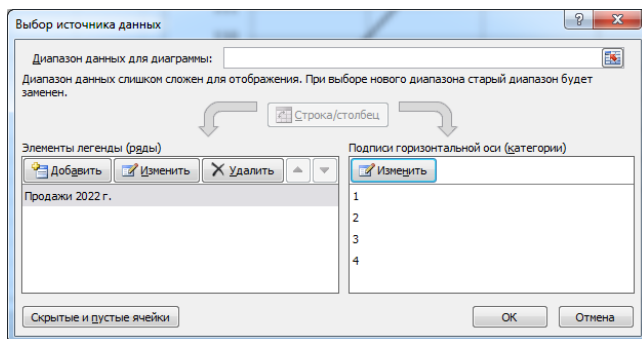 Выбор источника данных
Диапазон данных для диаграммы:
Диапазон данных слишком сложен для отображения. При выборе нового диапазона старый диапазон будет
заменен.
Строка/столбец
Элементы легенды (ряды)
Подписи горизонтальной оси (категории)
Добавить Изменить Удалить
Изменить
Продажи 2022 г.
1
2
3
4
Скрытые и пустые ячейки
ОК Отмена